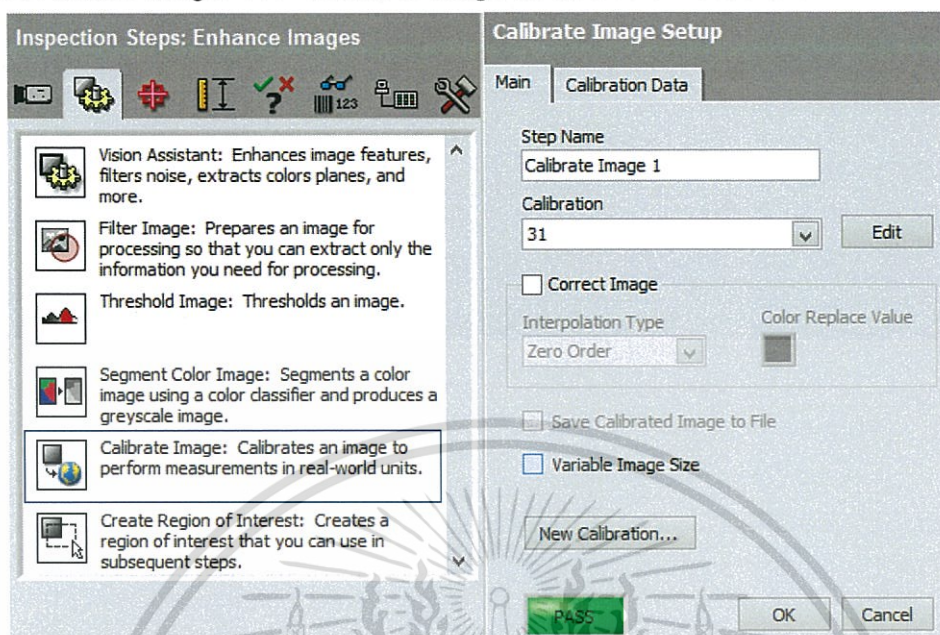 Inspection Steps: Enhance Images
123
Vision Assistant: Enhances image features,
filters noise, extracts colors planes, and
more.
Filter Image: Prepares an image for
processing so that you can extract only the
information you need for processing.
Threshold Image: Thresholds an image.
Segment Color Image: Segments a color
image using a color classifier and produces a
greyscale image.
Calibrate Image: Calibrates an image to
perform measurements in real-world units.
Create Region of Interest: Creates a
region of interest that you can use in
subsequent steps.
Calibrate Image Setup
Main
Calibration Data
Step Name
Calibrate Image 1
Calibration
31
Edit
Correct Image
Interpolation Type
Color Replace Value
Zero Order
Save Calibrated Image to File
Variable Image Size
New Calibration...
PASS
OK
Cancel